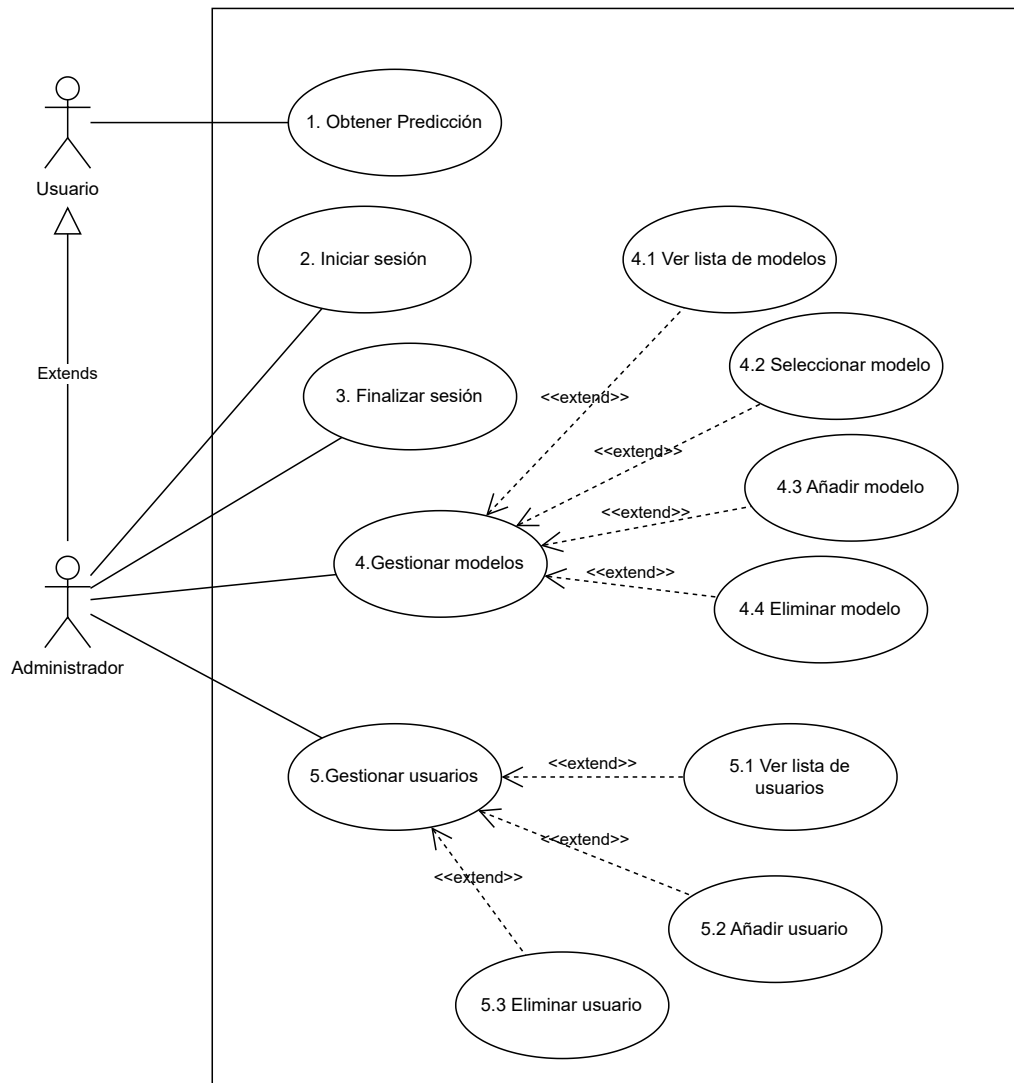 1. Obtener Predicción
Usuario
2. Iniciar sesión
4.1 Ver lista de modelos
Extends
3. Finalizar sesión
4.2 Seleccionar modelo
<<extend>>
<<extend>>
4.3 Añadir modelo
<<extend>>
4.Gestionar modelos
<<extend>>
4.4 Eliminar modelo
Administrador
5.Gestionar usuarios
<<extend>>
5.1 Ver lista de
usuarios
<<extend>>
<<extend>>
5.2 Añadir usuario
5.3 Eliminar usuario